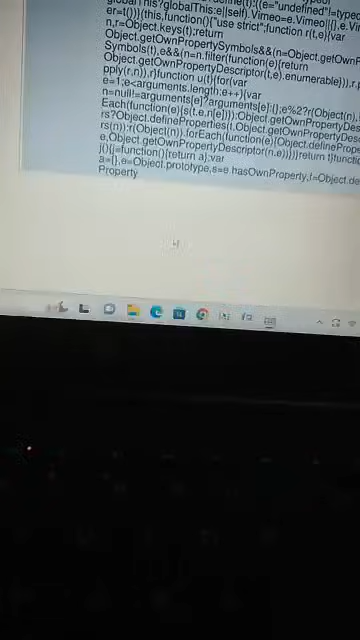 globalThis?globalThis:e||self).Vimeo=e.Vimeo||{},e.Vim
er=t()}(this,function(){"use strict";function r(t,e){var
n,r=Object.keys(t);return
Object.getOwnPropertySymbols&&(n=Object.getOwnP
Symbols(t),e&&(n=n.filter(function(e){return
Object.getOwnPropertyDescriptor(t,e).enumerable})),r.p
pply(r,n)),r}function u(t){for(var
e=1;e<arguments.length;e++){var
n=null!=arguments[e]?arguments[e]:{};e%2?r(Object(n),
Each(function(e){s(t,e,n[e])}):Object.getOwnPropertyDes
rs?Object.defineProperties(t,Object.getOwnPropertyDes
rs(n)):r(Object(n)).forEach(function(e){Object.definePrope
e,Object.getOwnPropertyDescriptor(n,e))})}return t}functi
j(){j=function(){return a};var
a={},e=Object.prototype,s=e.hasOwnProperty,l=Object.de
Property